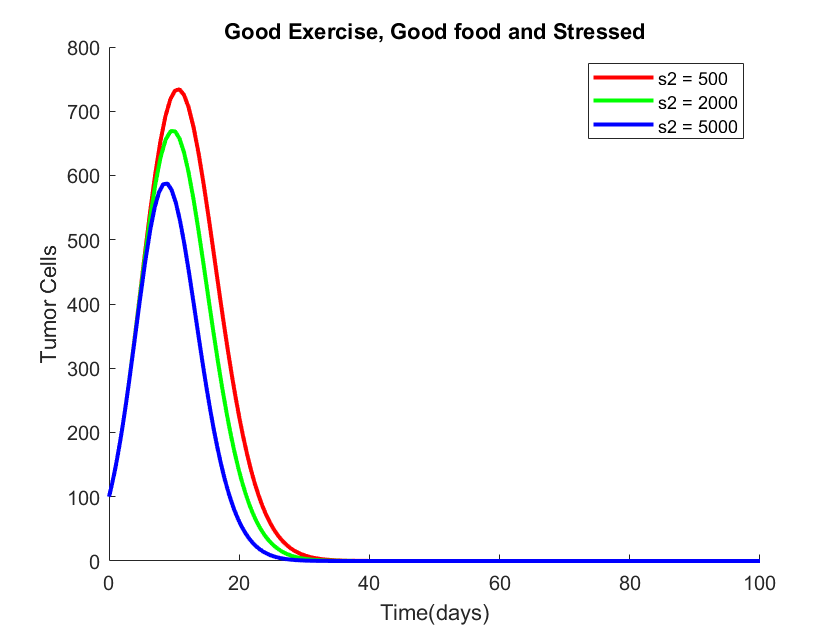 Good Exercise, Good food and Stressed
800
700
600
500
400
300
200
100
0
Tumor Cells
s2 = 500
s2 = 2000
s2 = 5000
0 20 40 60 80 100
Time(days)